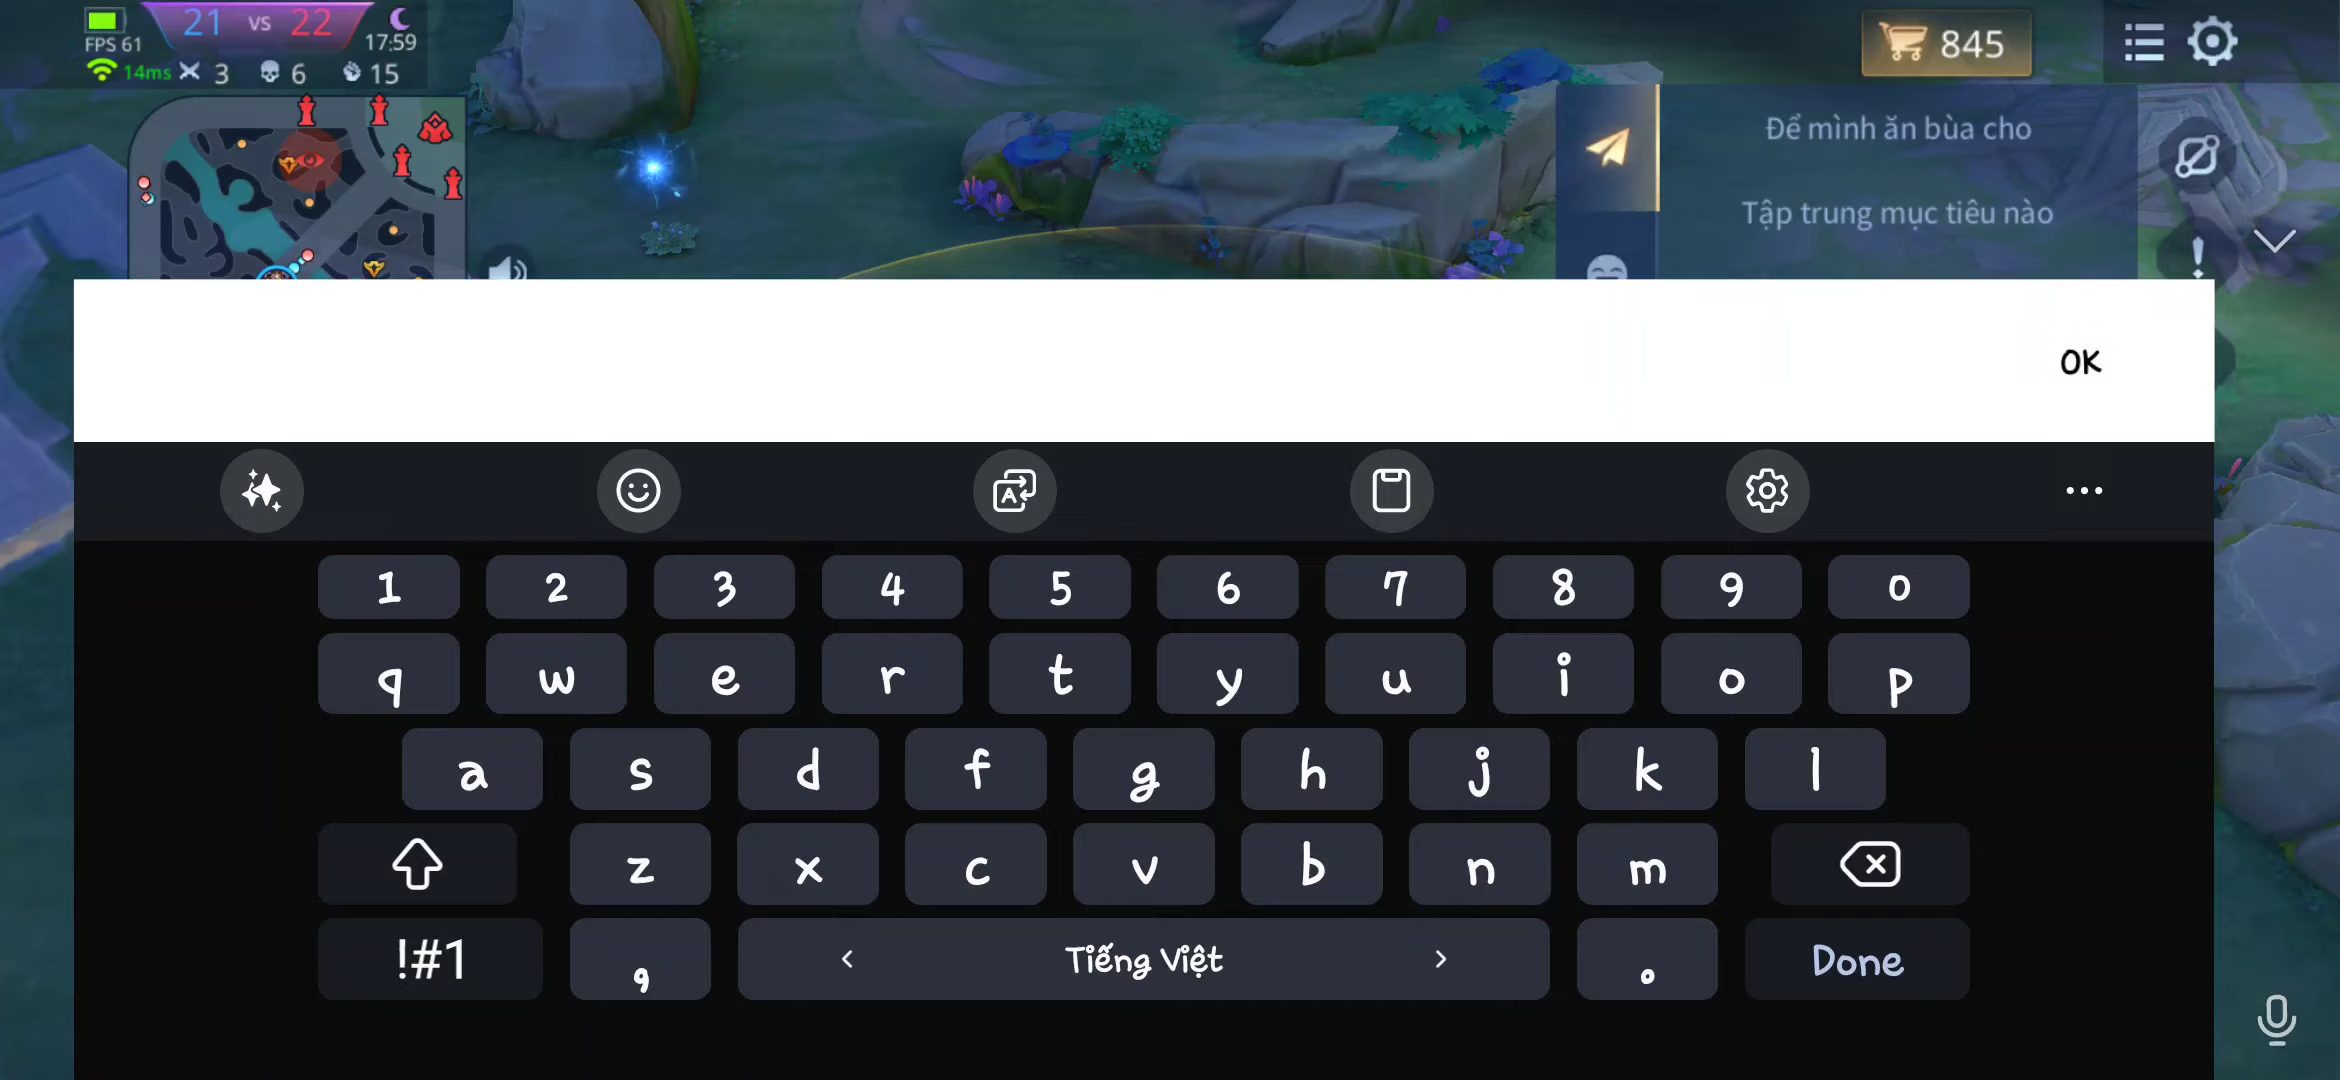 21 vs 22
FPS 61
17:59
14ms 3 6 15
845
Để mình ăn bùa cho
Tập trung mục tiêu nào
OK
1 2 3 4 5 6 7 8 9 0
q w e r t y u i o p
a s d f g h j k l
z x c v b n m
!#1 , < Tiếng Việt > . Done